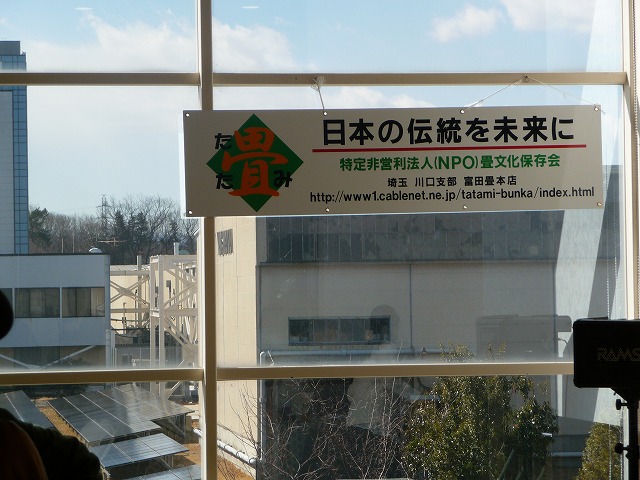 日本の伝統を未来に
たたみ
畳
特定非営利法人(NPO)畳文化保存会
埼玉 川口支部 富田畳本店
http://www1.cablenet.ne.jp/tatami-bunka/index.html
RAMS